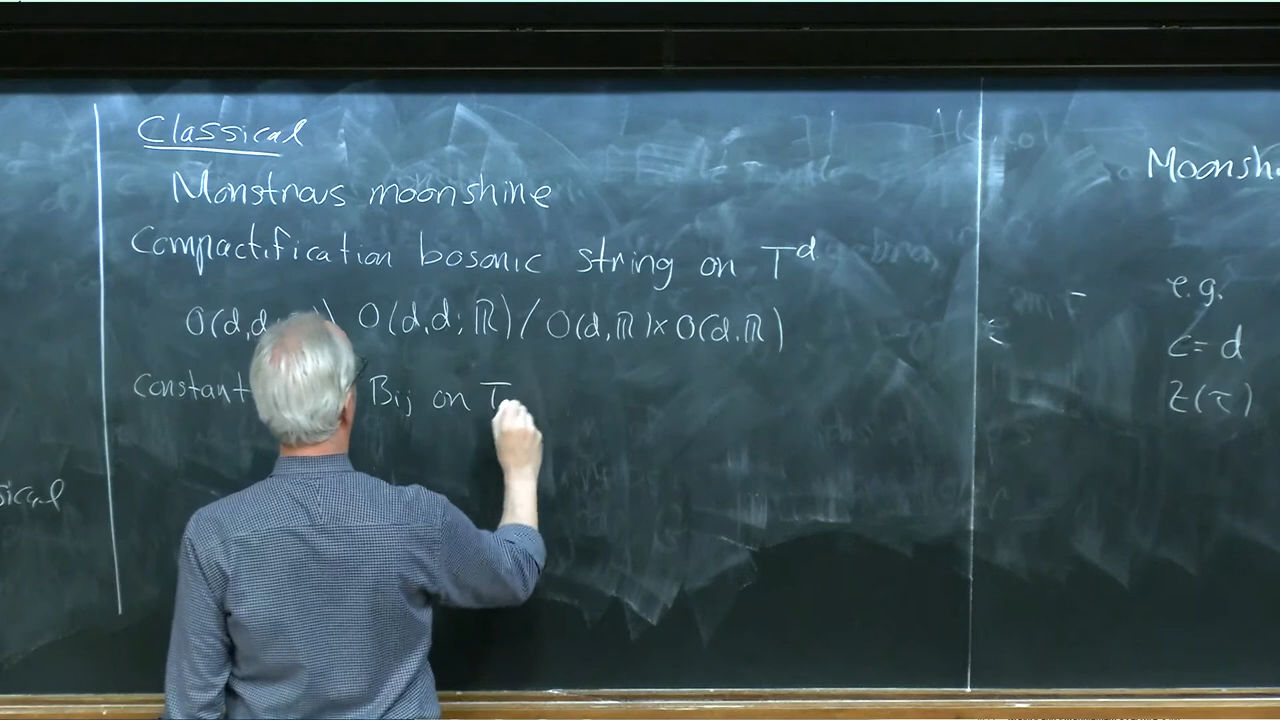 Classical
Monstrous moonshine
Compactification bosonic string on T^d
O(d,d \ O(d,d;ℝ)/O(d,ℝ)×O(d,ℝ)
Constant Bij on T
sical
Moonsh
e.g.
c=d
Z(τ)